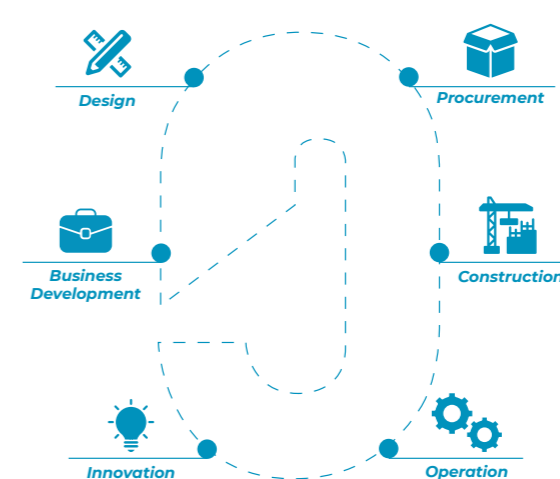 Design
Procurement
Business
Development
Construction
Innovation
Operation